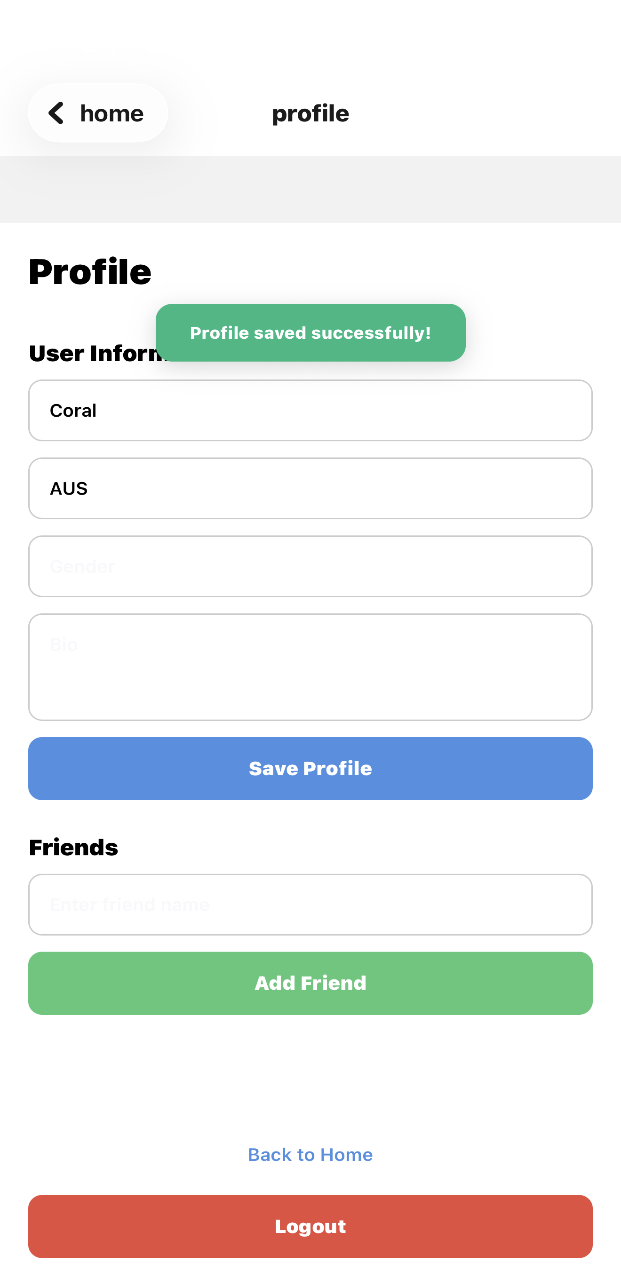 home
profile
Profile
Profile saved successfully!
User Inform
Coral
AUS
Gender
Bio
Save Profile
Friends
Enter friend name
Add Friend
Back to Home
Logout